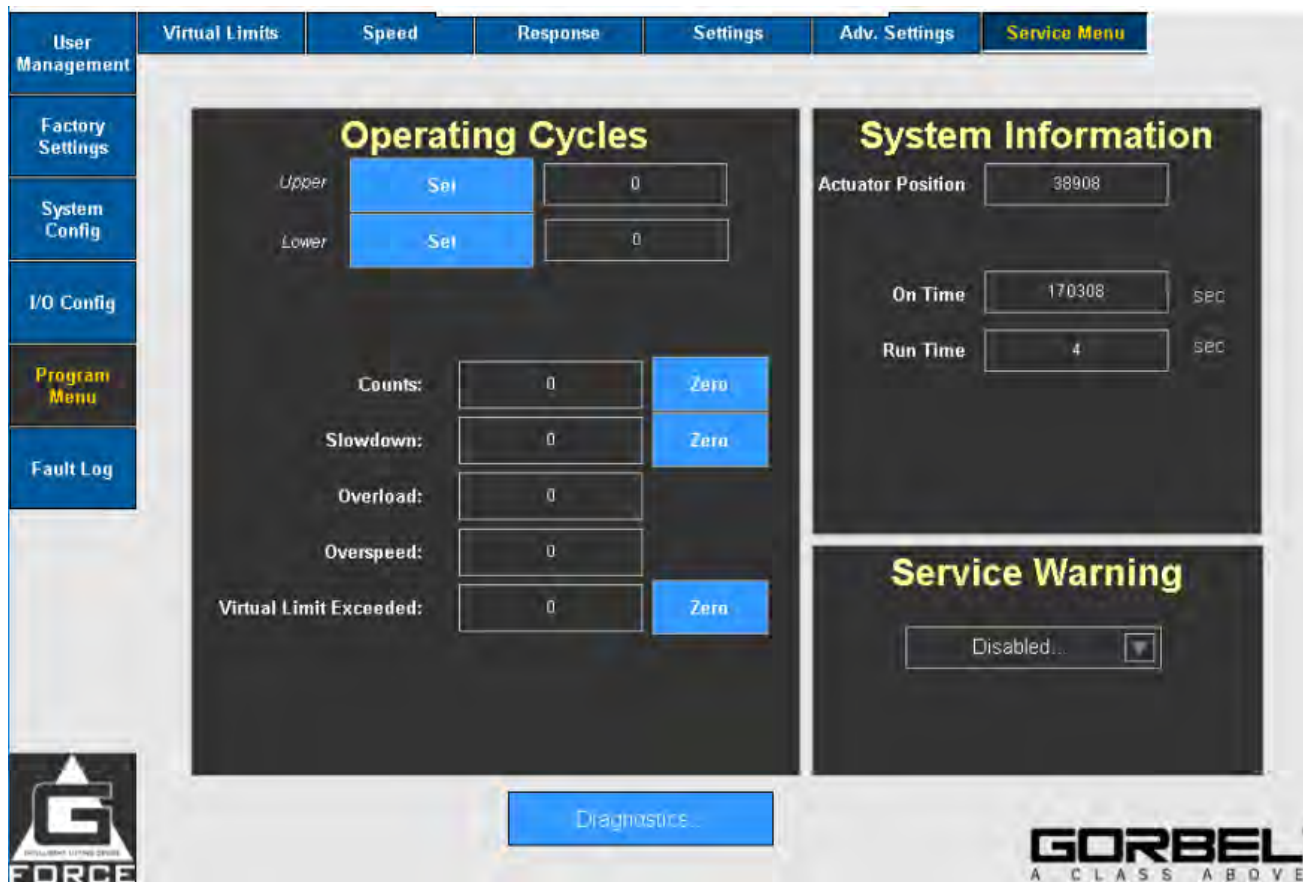 User
Management
Virtual Limits
Speed
Response
Settings
Adv. Settings
Service Menu
Factory
Settings
System
Config
I/O Config
Program
Menu
Fault Log
Operating Cycles
Upper
Set
0
Lower
Set
0
Counts:
0
Zero
Slowdown:
0
Zero
Overload:
0
Overspeed:
0
Virtual Limit Exceeded:
0
Zero
System Information
Actuator Position
38908
On Time
170308
sec
Run Time
4
sec
Service Warning
Disabled...
Diagnostics...
G
INTELLIGENT LIFTING DEVICE
FORCE
GORBEL
A CLASS ABOVE